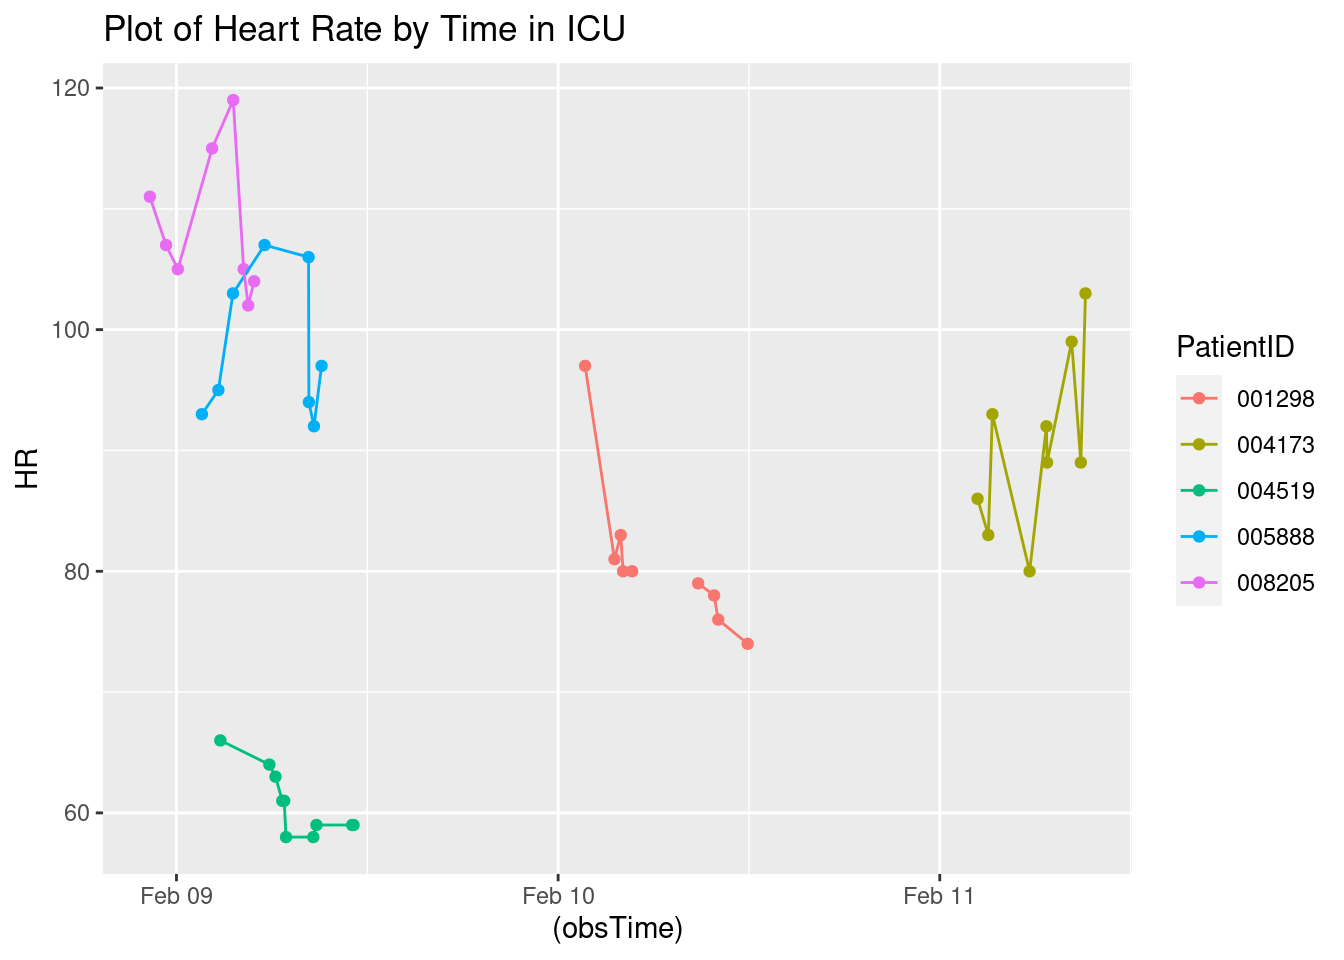 Plot of Heart Rate by Time in ICU
120
100
80
60
HR
Feb 09
Feb 10
Feb 11
(obsTime)
PatientID
001298
004173
004519
005888
008205